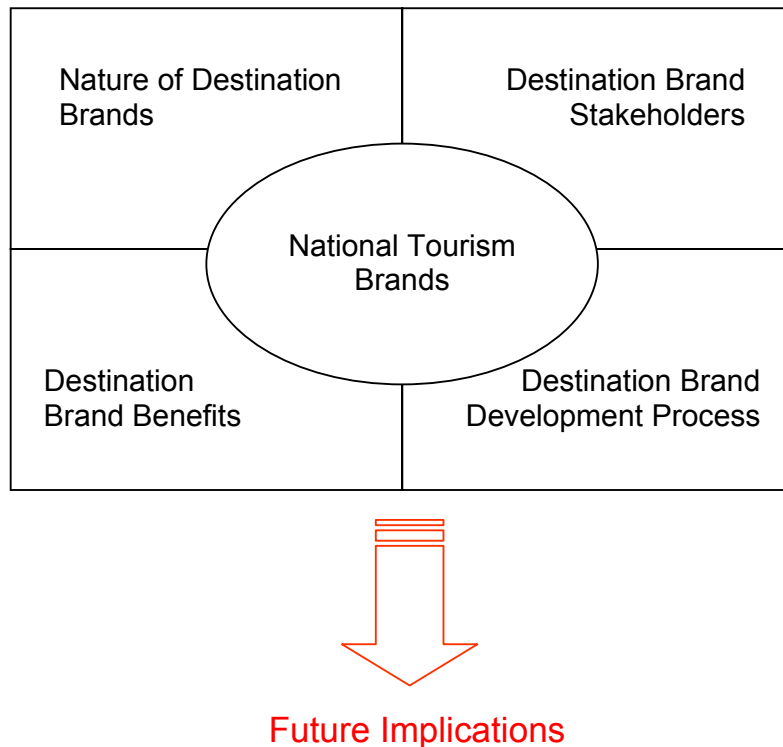 Nature of Destination
Brands
Destination Brand
Stakeholders
National Tourism
Brands
Destination
Brand Benefits
Destination Brand
Development Process
Future Implications